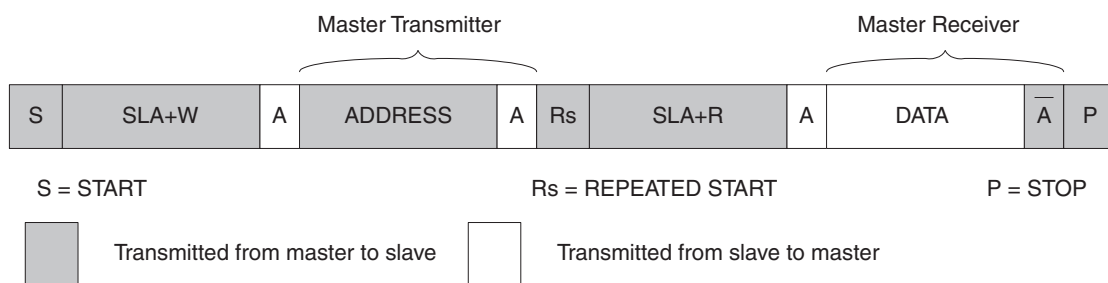 Master Transmitter Master Receiver
S SLA+W A ADDRESS A Rs SLA+R A DATA A̅ P
S = START Rs = REPEATED START P = STOP
Transmitted from master to slave Transmitted from slave to master